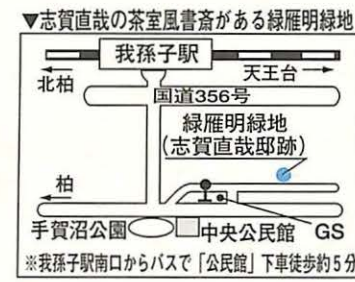 ▼志賀直哉の茶室風書斎がある緑雁明緑地
我孫子駅
北柏
天王台
国道356号
緑雁明緑地
(志賀直哉邸跡)
柏
手賀沼公園
中央公民館
GS
※我孫子駅南口からバスで「公民館」下車徒歩約5分